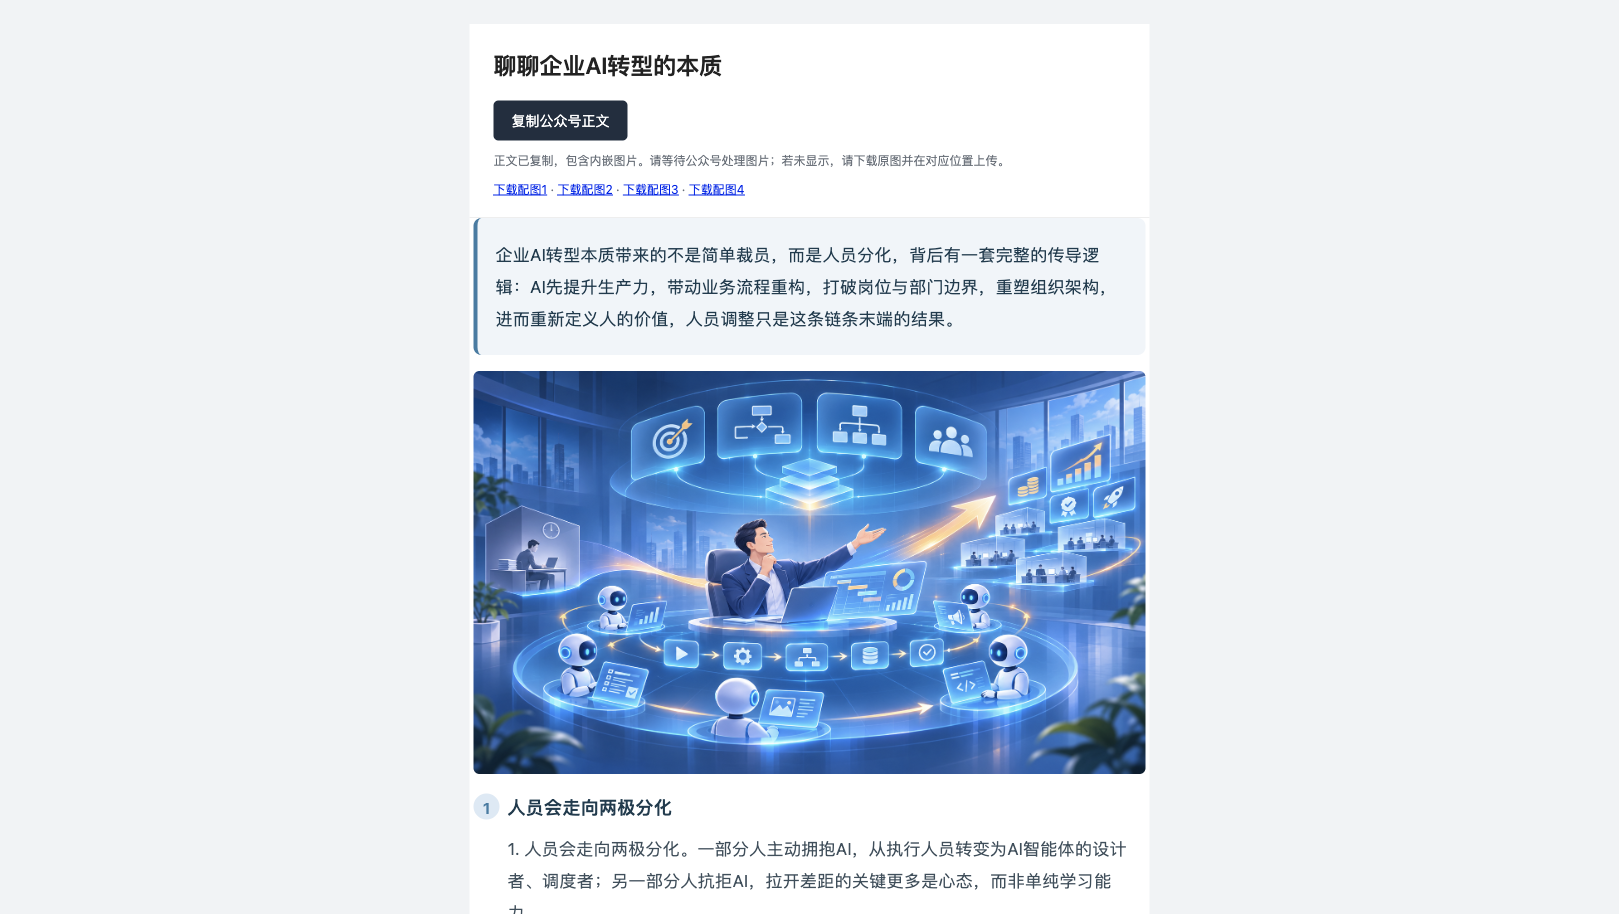 聊聊企业AI转型的本质
复制公众号正文
正文已复制，包含内嵌图片。请等待公众号处理图片；若未显示，请下载原图并在对应位置上传。
下载配图1 · 下载配图2 · 下载配图3 · 下载配图4
企业AI转型本质带来的不是简单裁员，而是人员分化，背后有一套完整的传导逻
辑：AI先提升生产力，带动业务流程重构，打破岗位与部门边界，重塑组织架构，
进而重新定义人的价值，人员调整只是这条链条末端的结果。
1 人员会走向两极分化
1. 人员会走向两极分化。一部分人主动拥抱AI，从执行人员转变为AI智能体的设计
者、调度者；另一部分人抗拒AI，拉开差距的关键更多是心态，而非单纯学习能